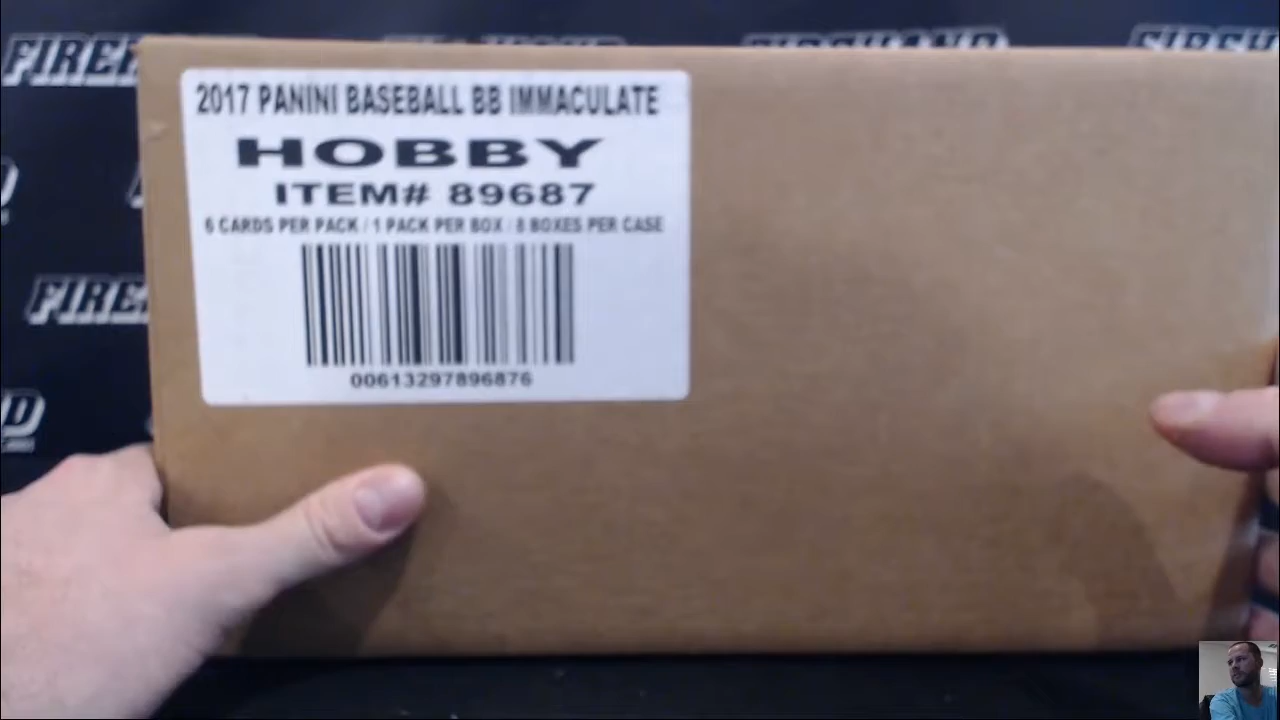 FIREHAND
2017 PANINI BASEBALL BB IMMACULATE
HOBBY
ITEM# 89687
6 CARDS PER PACK / 1 PACK PER BOX / 8 BOXES PER CASE
00613297896876